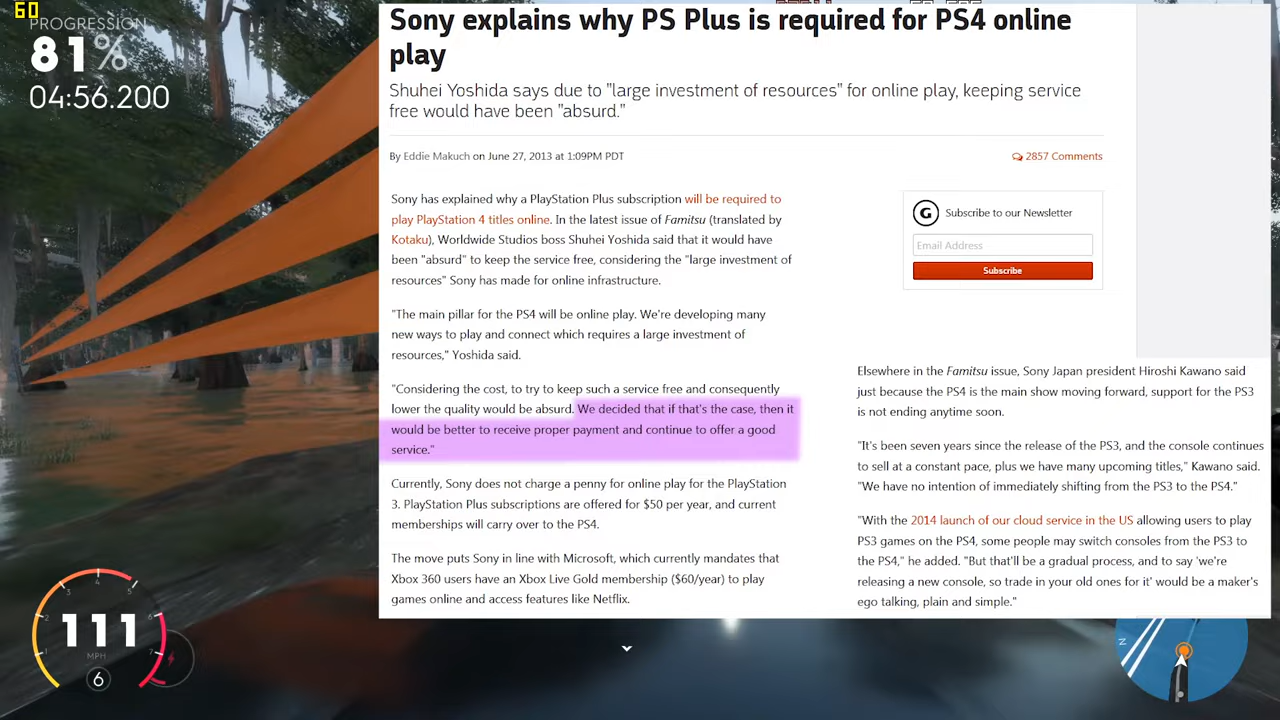 60
PROGRESSION
81%
04:56.200
Sony explains why PS Plus is required for PS4 online
play
Shuhei Yoshida says due to "large investment of resources" for online play, keeping service
free would have been "absurd."
By Eddie Makuch on June 27, 2013 at 1:09PM PDT
2857 Comments
Sony has explained why a PlayStation Plus subscription will be required to
play PlayStation 4 titles online. In the latest issue of Famitsu (translated by
Kotaku), Worldwide Studios boss Shuhei Yoshida said that it would have
been "absurd" to keep the service free, considering the "large investment of
resources" Sony has made for online infrastructure.
"The main pillar for the PS4 will be online play. We're developing many
new ways to play and connect which requires a large investment of
resources," Yoshida said.
"Considering the cost, to try to keep such a service free and consequently
lower the quality would be absurd. We decided that if that's the case, then it
would be better to receive proper payment and continue to offer a good
service."
Currently, Sony does not charge a penny for online play for the PlayStation
3. PlayStation Plus subscriptions are offered for $50 per year, and current
memberships will carry over to the PS4.
The move puts Sony in line with Microsoft, which currently mandates that
Xbox 360 users have an Xbox Live Gold membership ($60/year) to play
games online and access features like Netflix.
G
Subscribe to our Newsletter
Email Address
Subscribe
Elsewhere in the Famitsu issue, Sony Japan president Hiroshi Kawano said
just because the PS4 is the main show moving forward, support for the PS3
is not ending anytime soon.
"It's been seven years since the release of the PS3, and the console continues
to sell at a constant pace, plus we have many upcoming titles," Kawano said.
"We have no intention of immediately shifting from the PS3 to the PS4."
"With the 2014 launch of our cloud service in the US allowing users to play
PS3 games on the PS4, some people may switch consoles from the PS3 to
the PS4," he added. "But that'll be a gradual process, and to say 'we're
releasing a new console, so trade in your old ones for it' would be a maker's
ego talking, plain and simple."
1 2 3 4 5 6 7
111
MPH
6
N